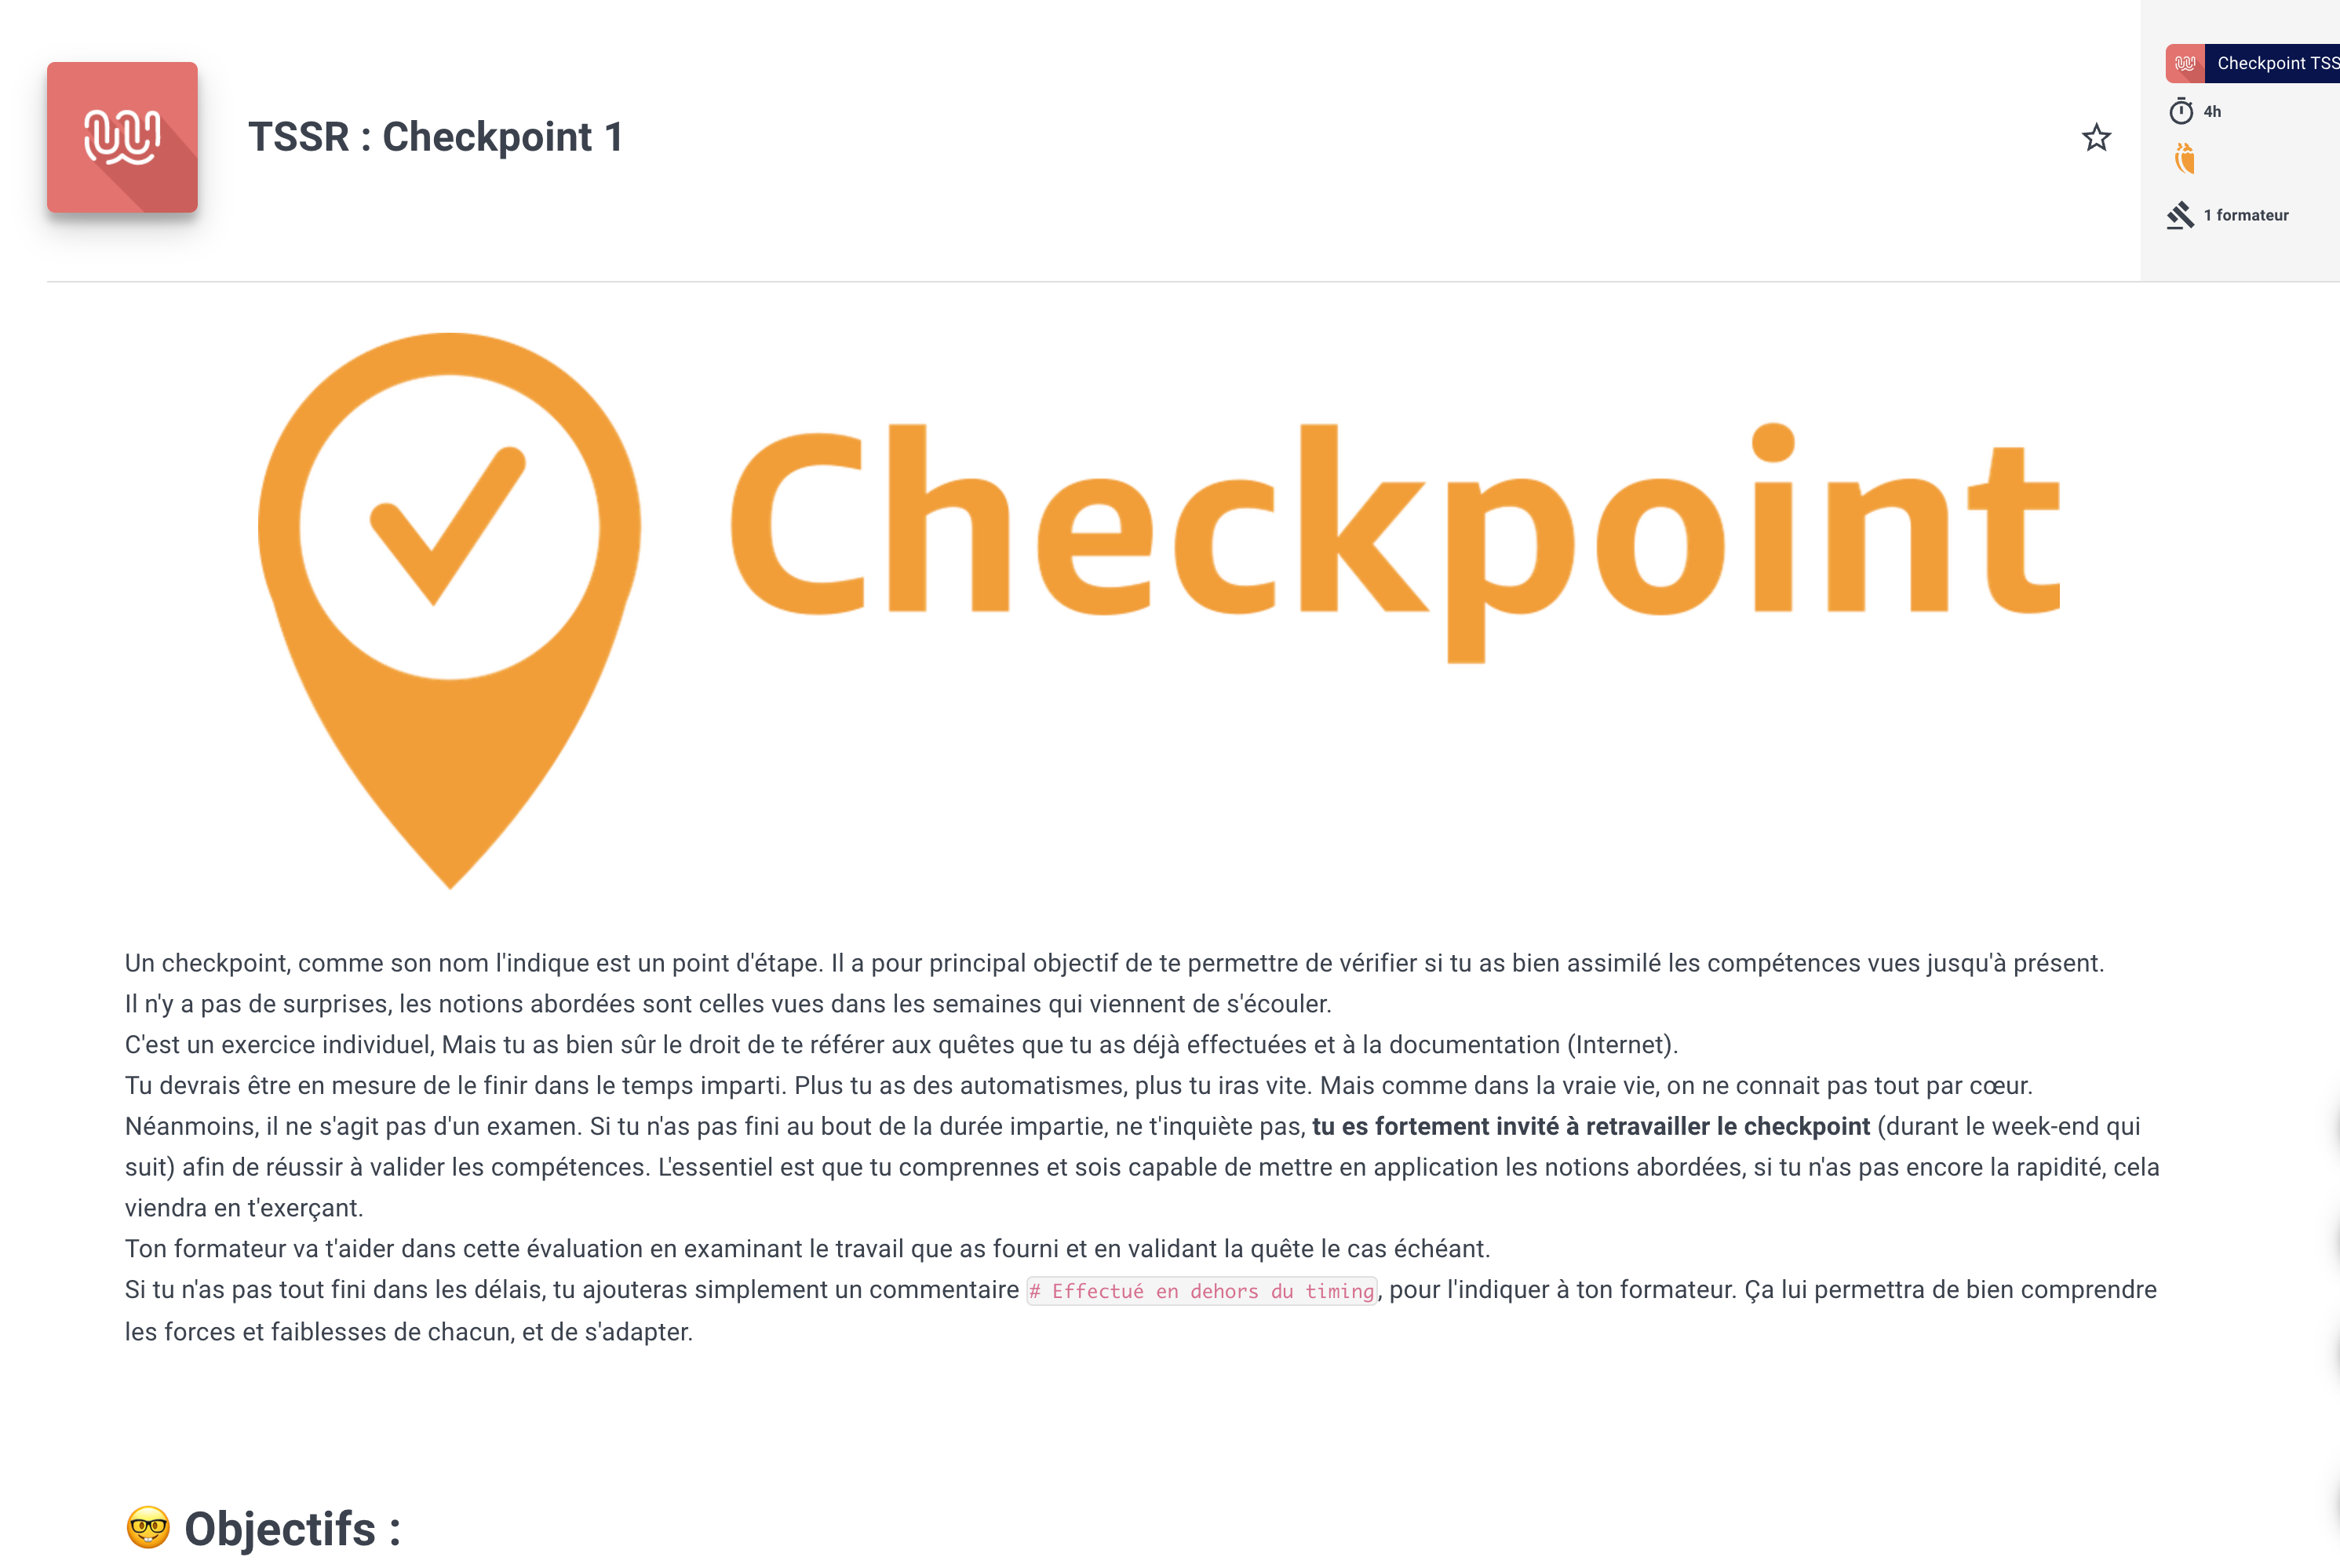 TSSR : Checkpoint 1
Checkpoint TSS
4h
1 formateur
Checkpoint
Un checkpoint, comme son nom l'indique est un point d'étape. Il a pour principal objectif de te permettre de vérifier si tu as bien assimilé les compétences vues jusqu'à présent.
Il n'y a pas de surprises, les notions abordées sont celles vues dans les semaines qui viennent de s'écouler.
C'est un exercice individuel, Mais tu as bien sûr le droit de te référer aux quêtes que tu as déjà effectuées et à la documentation (Internet).
Tu devrais être en mesure de le finir dans le temps imparti. Plus tu as des automatismes, plus tu iras vite. Mais comme dans la vraie vie, on ne connait pas tout par cœur.
Néanmoins, il ne s'agit pas d'un examen. Si tu n'as pas fini au bout de la durée impartie, ne t'inquiète pas, tu es fortement invité à retravailler le checkpoint (durant le week-end qui
suit) afin de réussir à valider les compétences. L'essentiel est que tu comprennes et sois capable de mettre en application les notions abordées, si tu n'as pas encore la rapidité, cela
viendra en t'exerçant.
Ton formateur va t'aider dans cette évaluation en examinant le travail que as fourni et en validant la quête le cas échéant.
Si tu n'as pas tout fini dans les délais, tu ajouteras simplement un commentaire # Effectué en dehors du timing, pour l'indiquer à ton formateur. Ça lui permettra de bien comprendre
les forces et faiblesses de chacun, et de s'adapter.
🤓 Objectifs :